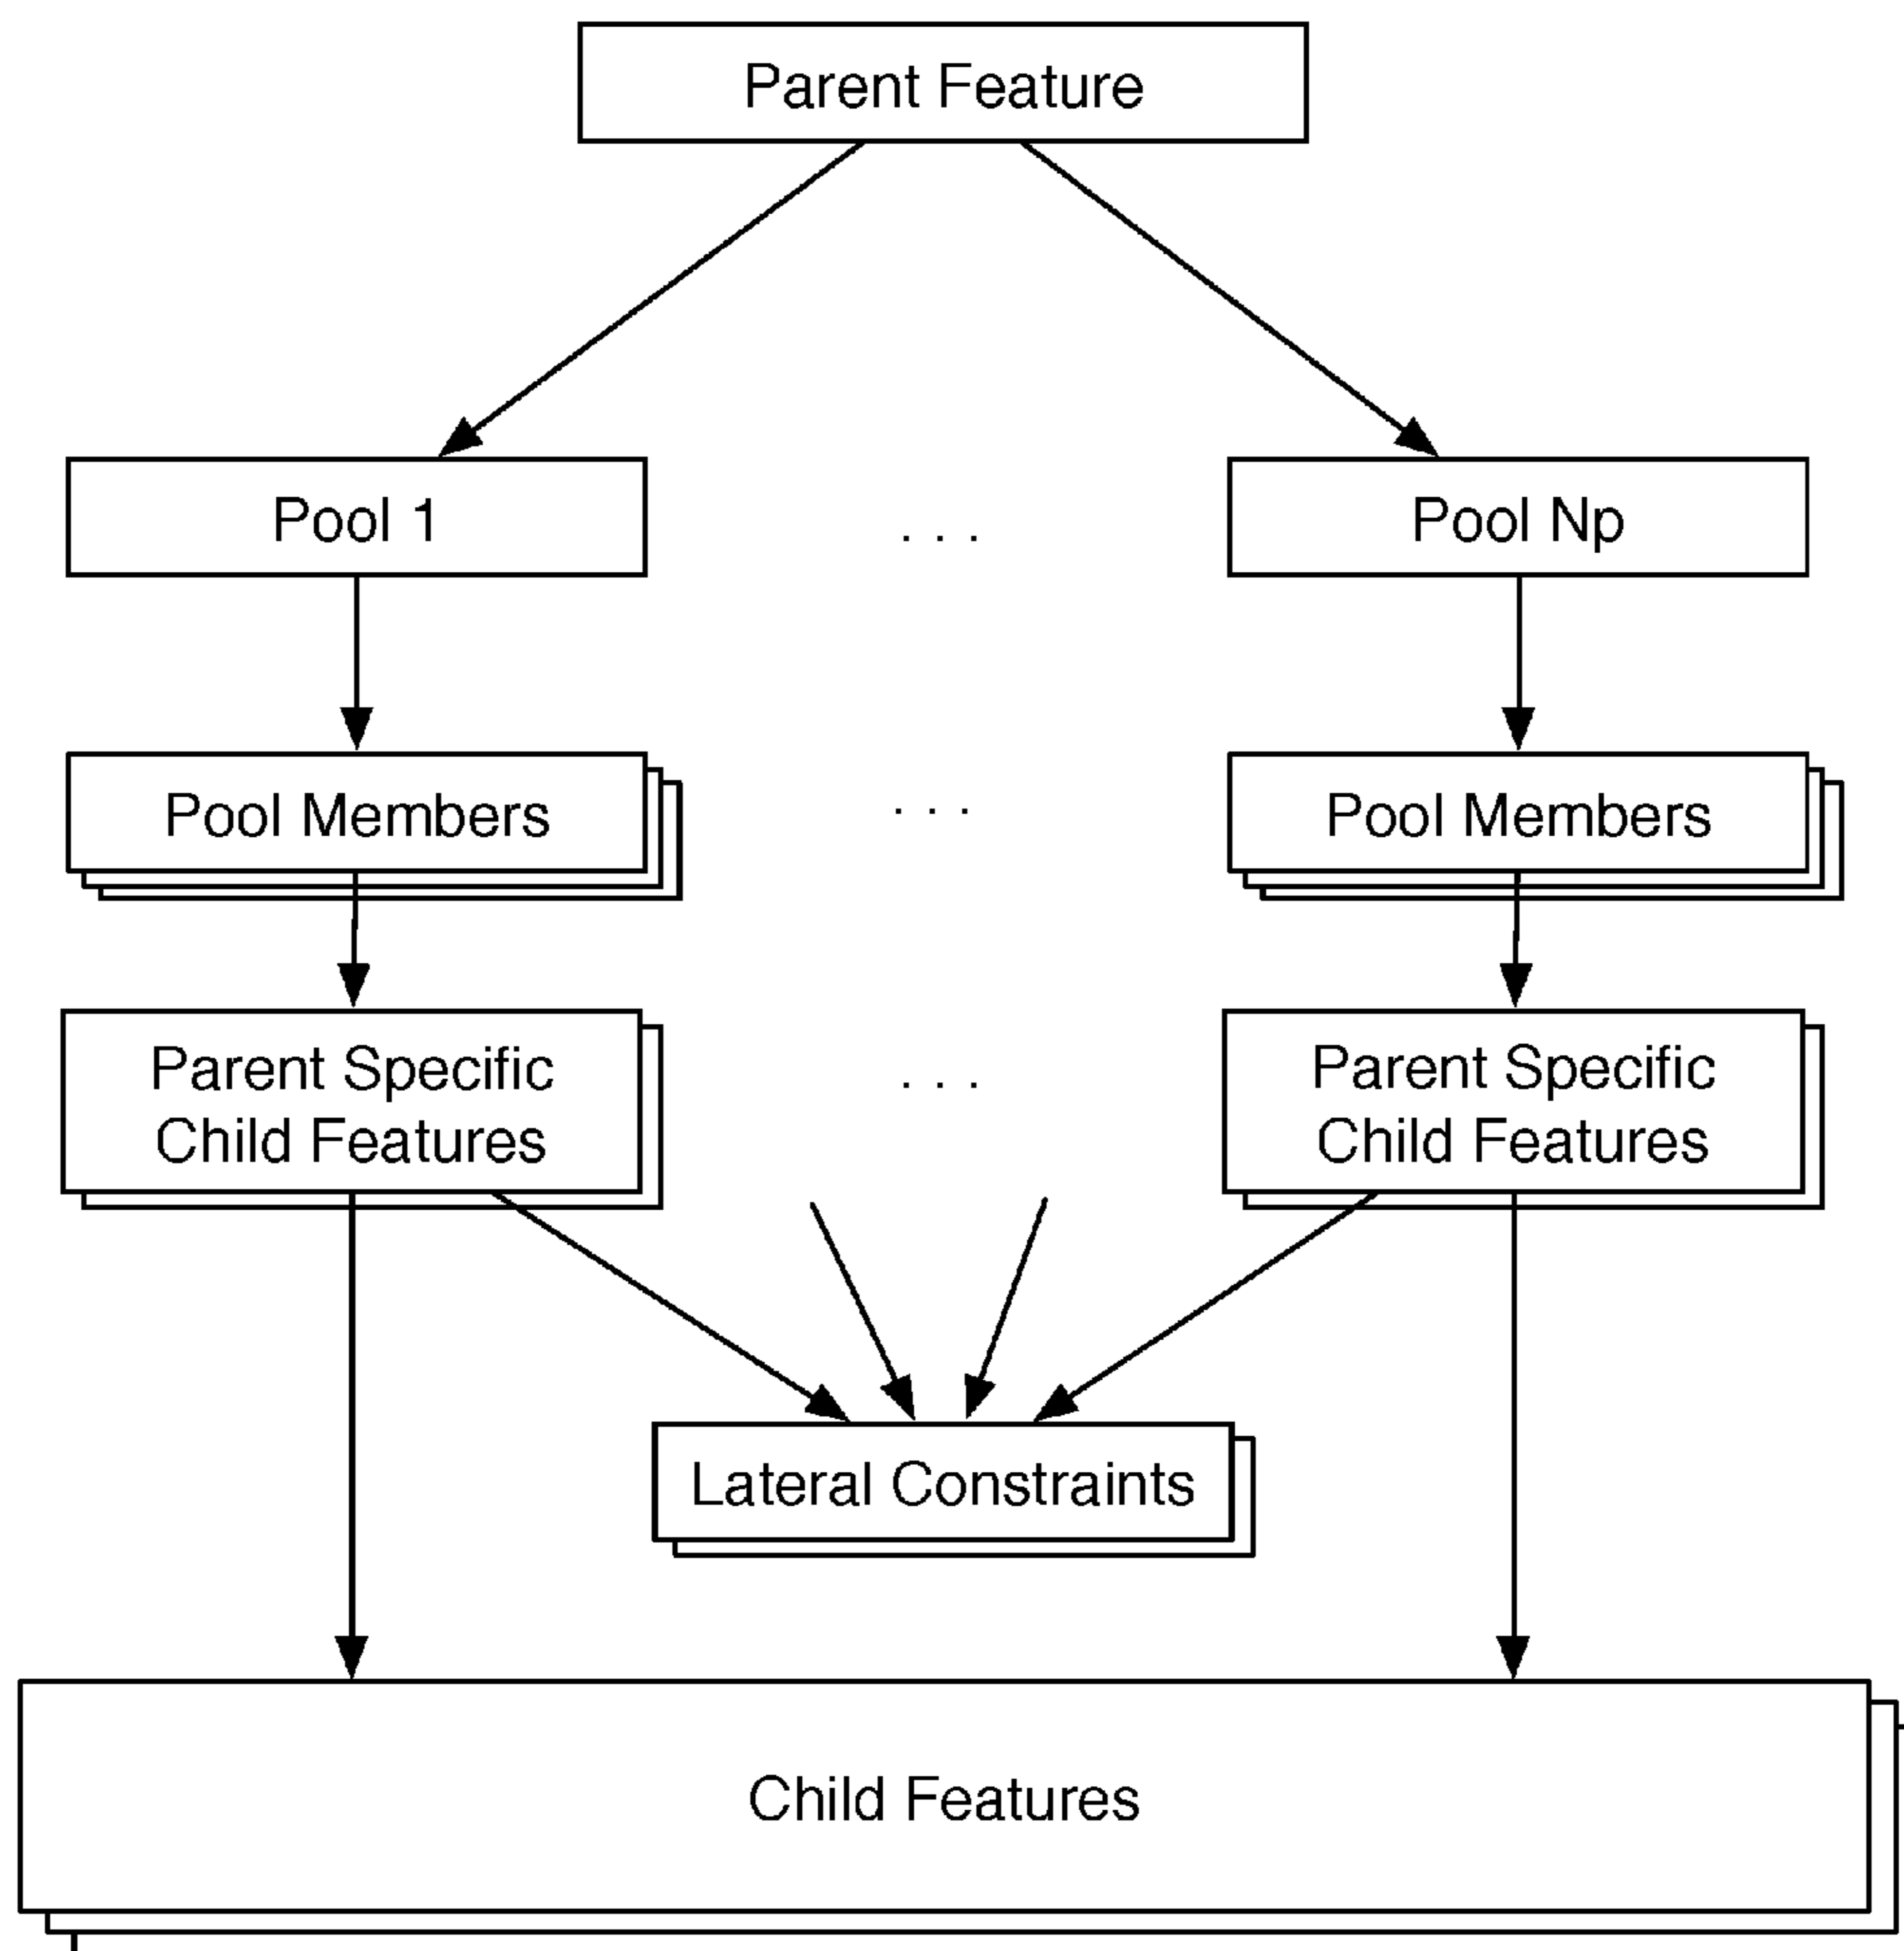 Parent Feature
Pool 1
. . .
Pool Np
Pool Members
. . .
Pool Members
Parent Specific
Child Features
. . .
Parent Specific
Child Features
Lateral Constraints
Child Features